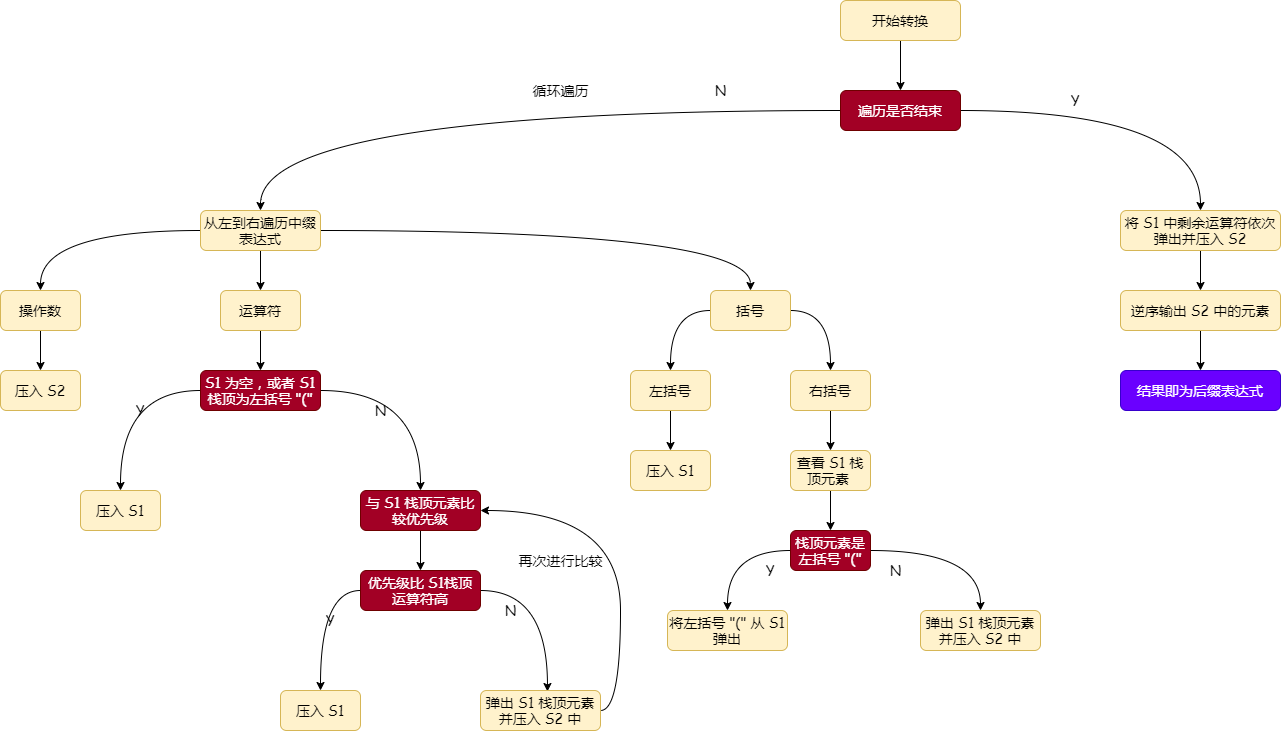 开始转换
循环遍历
N
遍历是否结束
y
从左到右遍历中缀
表达式
将 S1 中剩余运算符依次
弹出并压入 S2
操作数
运算符
括号
逆序输出 S2 中的元素
压入 S2
S1 为空，或者 S1
栈顶为左括号 "("
y
N
左括号
右括号
结果即为后缀表达式
压入 S1
查看 S1 栈
顶元素
压入 S1
与 S1 栈顶元素比
较优先级
再次进行比较
栈顶元素是
左括号 "("
y
N
优先级比 S1栈顶
运算符高
y
N
将左括号 "(" 从 S1
弹出
弹出 S1 栈顶元素
并压入 S2 中
压入 S1
弹出 S1 栈顶元素
并压入 S2 中